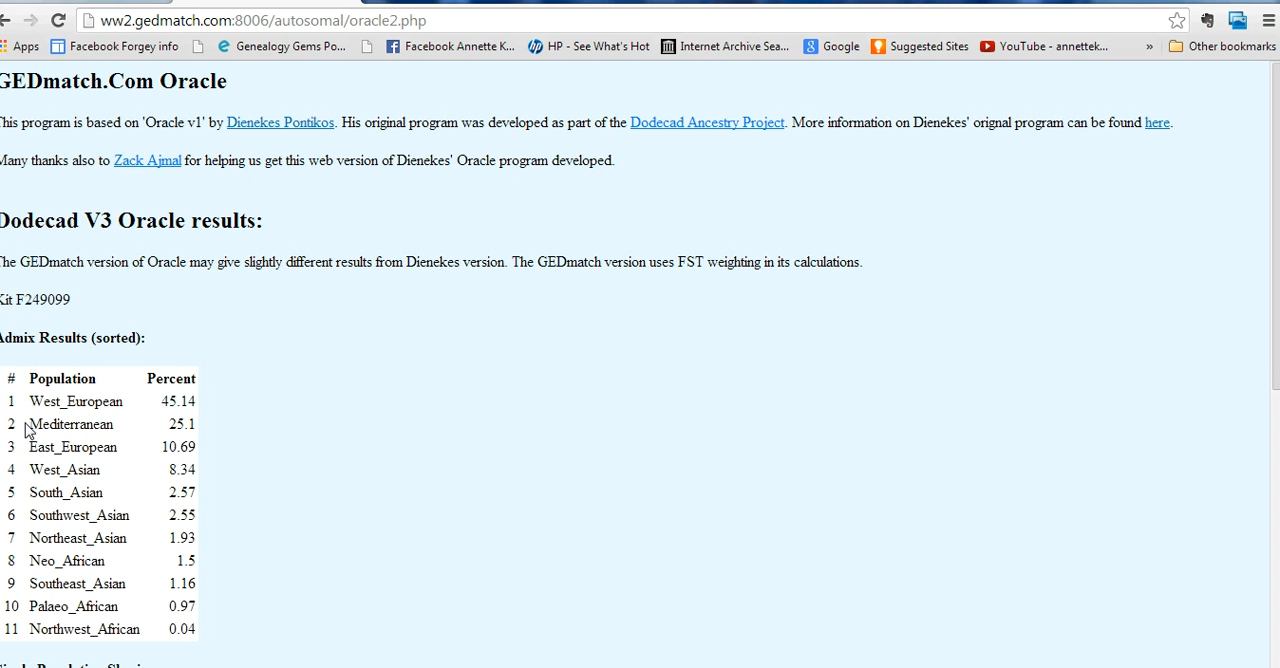 ww2.gedmatch.com:8006/autosomal/oracle2.php
Apps Facebook Forgey info Genealogy Gems Po... Facebook Annette K... HP - See What's Hot Internet Archive Sea... Google Suggested Sites YouTube - annettek... » Other bookmarks
GEDmatch.Com Oracle
This program is based on 'Oracle v1' by Dienekes Pontikos. His original program was developed as part of the Dodecad Ancestry Project. More information on Dienekes' orignal program can be found here.
Many thanks also to Zack Ajmal for helping us get this web version of Dienekes' Oracle program developed.
Dodecad V3 Oracle results:
The GEDmatch version of Oracle may give slightly different results from Dienekes version. The GEDmatch version uses FST weighting in its calculations.
Kit F249099
Admix Results (sorted):
# Population Percent
1 West_European 45.14
2 Mediterranean 25.1
3 East_European 10.69
4 West_Asian 8.34
5 South_Asian 2.57
6 Southwest_Asian 2.55
7 Northeast_Asian 1.93
8 Neo_African 1.5
9 Southeast_Asian 1.16
10 Palaeo_African 0.97
11 Northwest_African 0.04